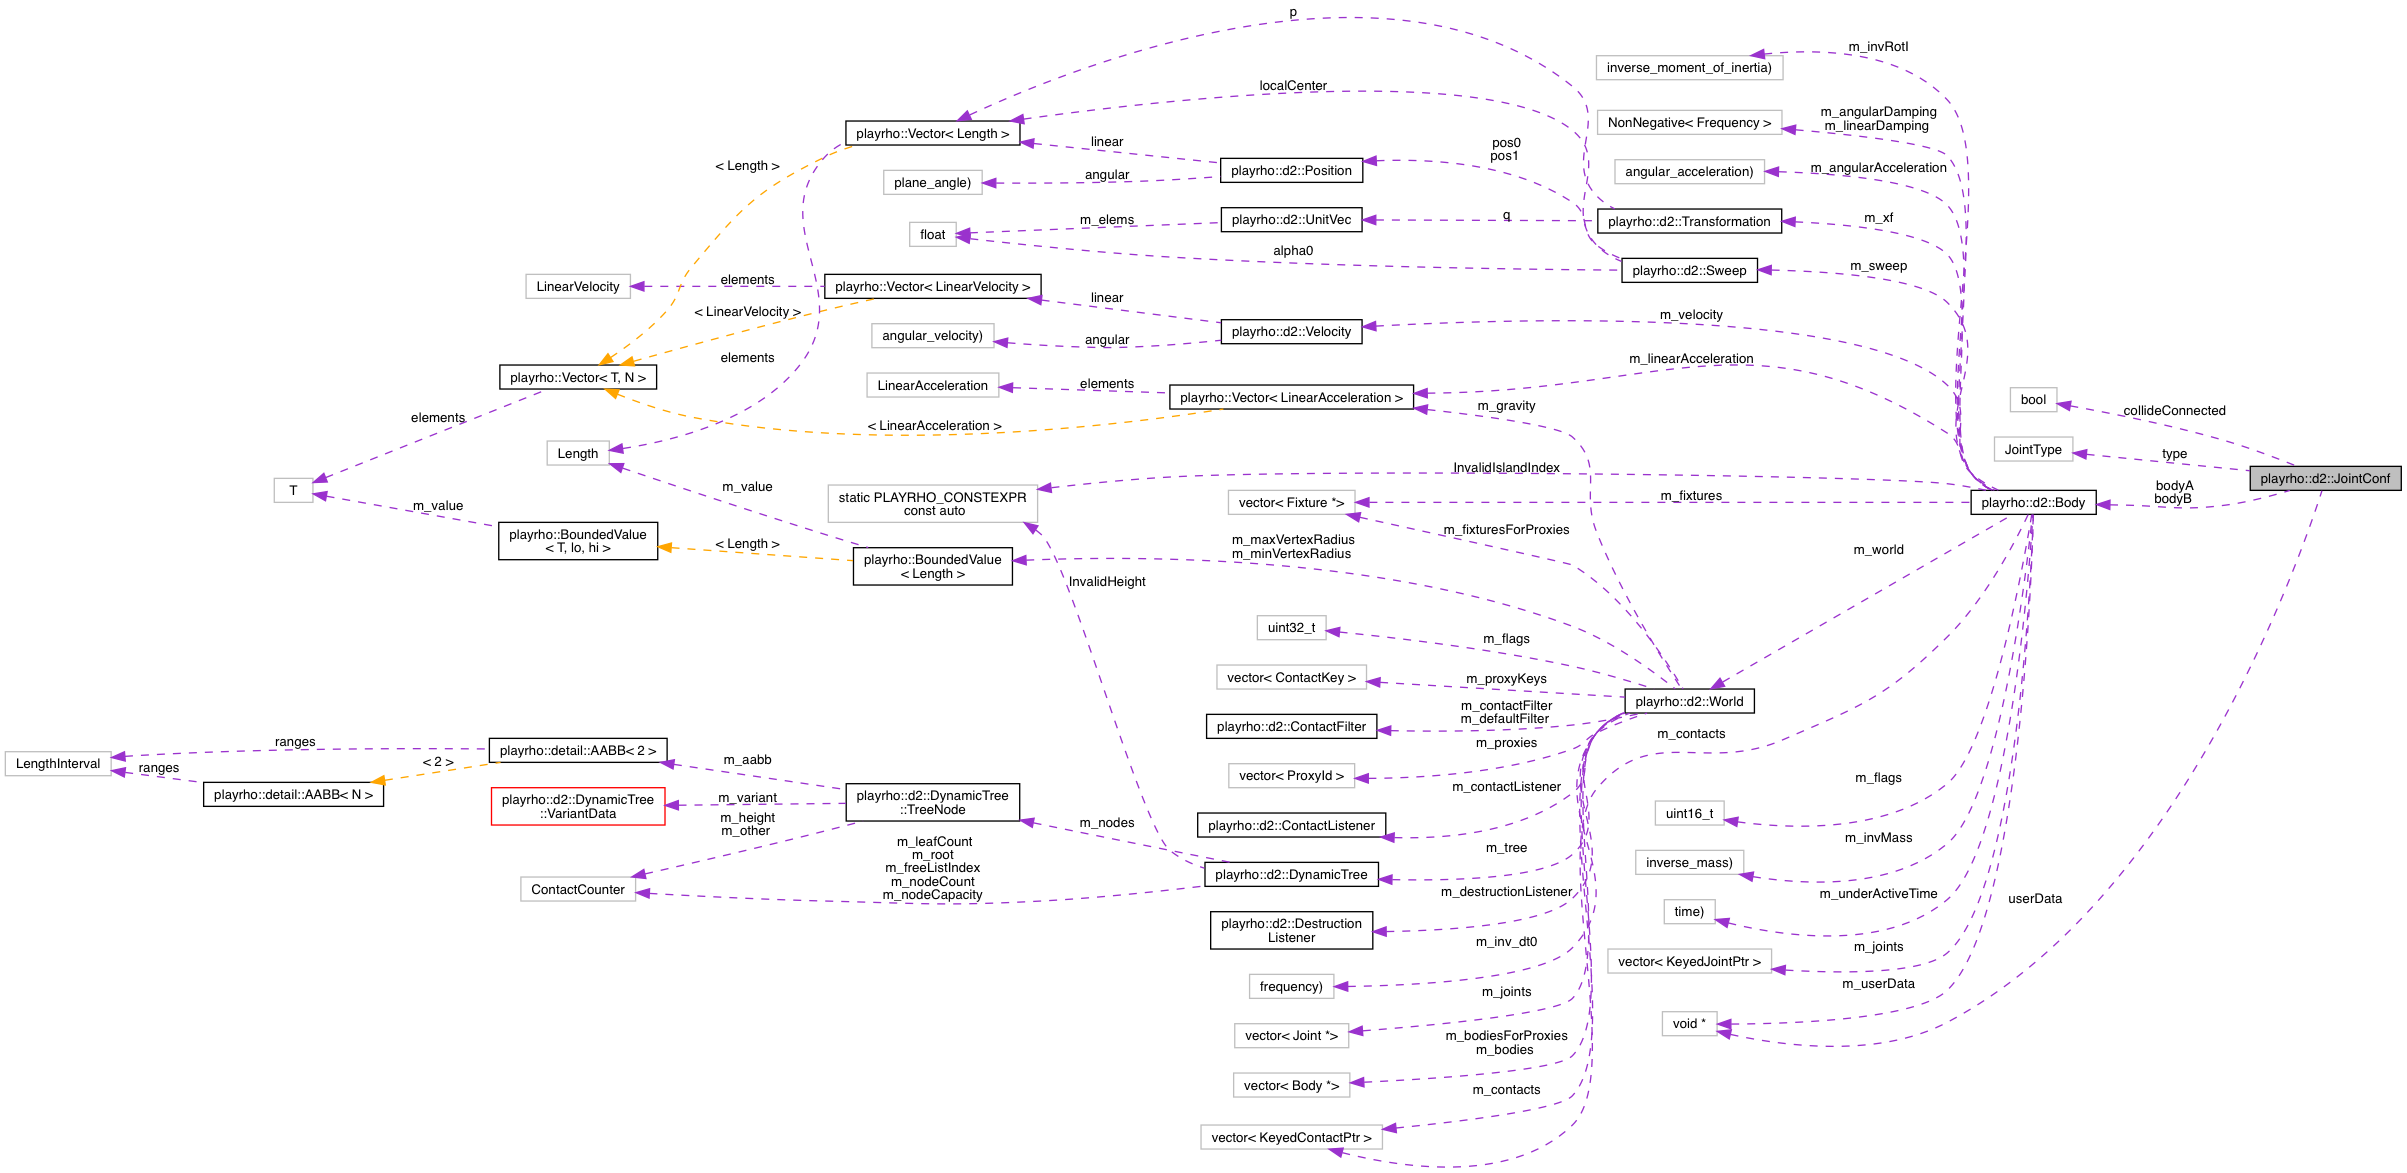 p
m_invRotI
inverse_moment_of_inertia)
localCenter
m_angularDamping
m_linearDamping
NonNegative< Frequency >
playrho::Vector< Length >
linear
pos0
pos1
< Length >
playrho::d2::Position
angular_acceleration)
m_angularAcceleration
plane_angle)
angular
m_elems
playrho::d2::UnitVec
q
playrho::d2::Transformation
m_xf
float
alpha0
playrho::d2::Sweep
m_sweep
LinearVelocity
elements
playrho::Vector< LinearVelocity >
linear
< LinearVelocity >
m_velocity
angular_velocity)
angular
playrho::d2::Velocity
elements
m_linearAcceleration
playrho::Vector< T, N >
LinearAcceleration
elements
playrho::Vector< LinearAcceleration >
m_gravity
bool
collideConnected
elements
< LinearAcceleration >
Length
JointType
type
InvalidIslandIndex
playrho::d2::JointConf
T
m_value
static PLAYRHO_CONSTEXPR
const auto
vector< Fixture *>
m_fixtures
playrho::d2::Body
bodyA
bodyB
m_value
m_fixturesForProxies
playrho::BoundedValue
< T, lo, hi >
< Length >
playrho::BoundedValue
< Length >
m_maxVertexRadius
m_minVertexRadius
m_world
InvalidHeight
uint32_t
m_flags
vector< ContactKey >
m_proxyKeys
playrho::d2::World
playrho::d2::ContactFilter
m_contactFilter
m_defaultFilter
m_contacts
ranges
playrho::detail::AABB< 2 >
m_proxies
LengthInterval
ranges
< 2 >
m_aabb
vector< ProxyId >
m_flags
playrho::detail::AABB< N >
playrho::d2::DynamicTree
::VariantData
m_variant
playrho::d2::DynamicTree
::TreeNode
m_contactListener
uint16_t
m_height
m_other
m_nodes
playrho::d2::ContactListener
m_invMass
m_leafCount
m_root
m_freeListIndex
m_nodeCount
m_nodeCapacity
m_tree
inverse_mass)
ContactCounter
playrho::d2::DynamicTree
m_destructionListener
m_underActiveTime
userData
playrho::d2::Destruction
Listener
time)
m_inv_dt0
m_joints
vector< KeyedJointPtr >
frequency)
m_joints
m_userData
vector< Joint *>
void *
m_bodiesForProxies
m_bodies
vector< Body *>
m_contacts
vector< KeyedContactPtr >